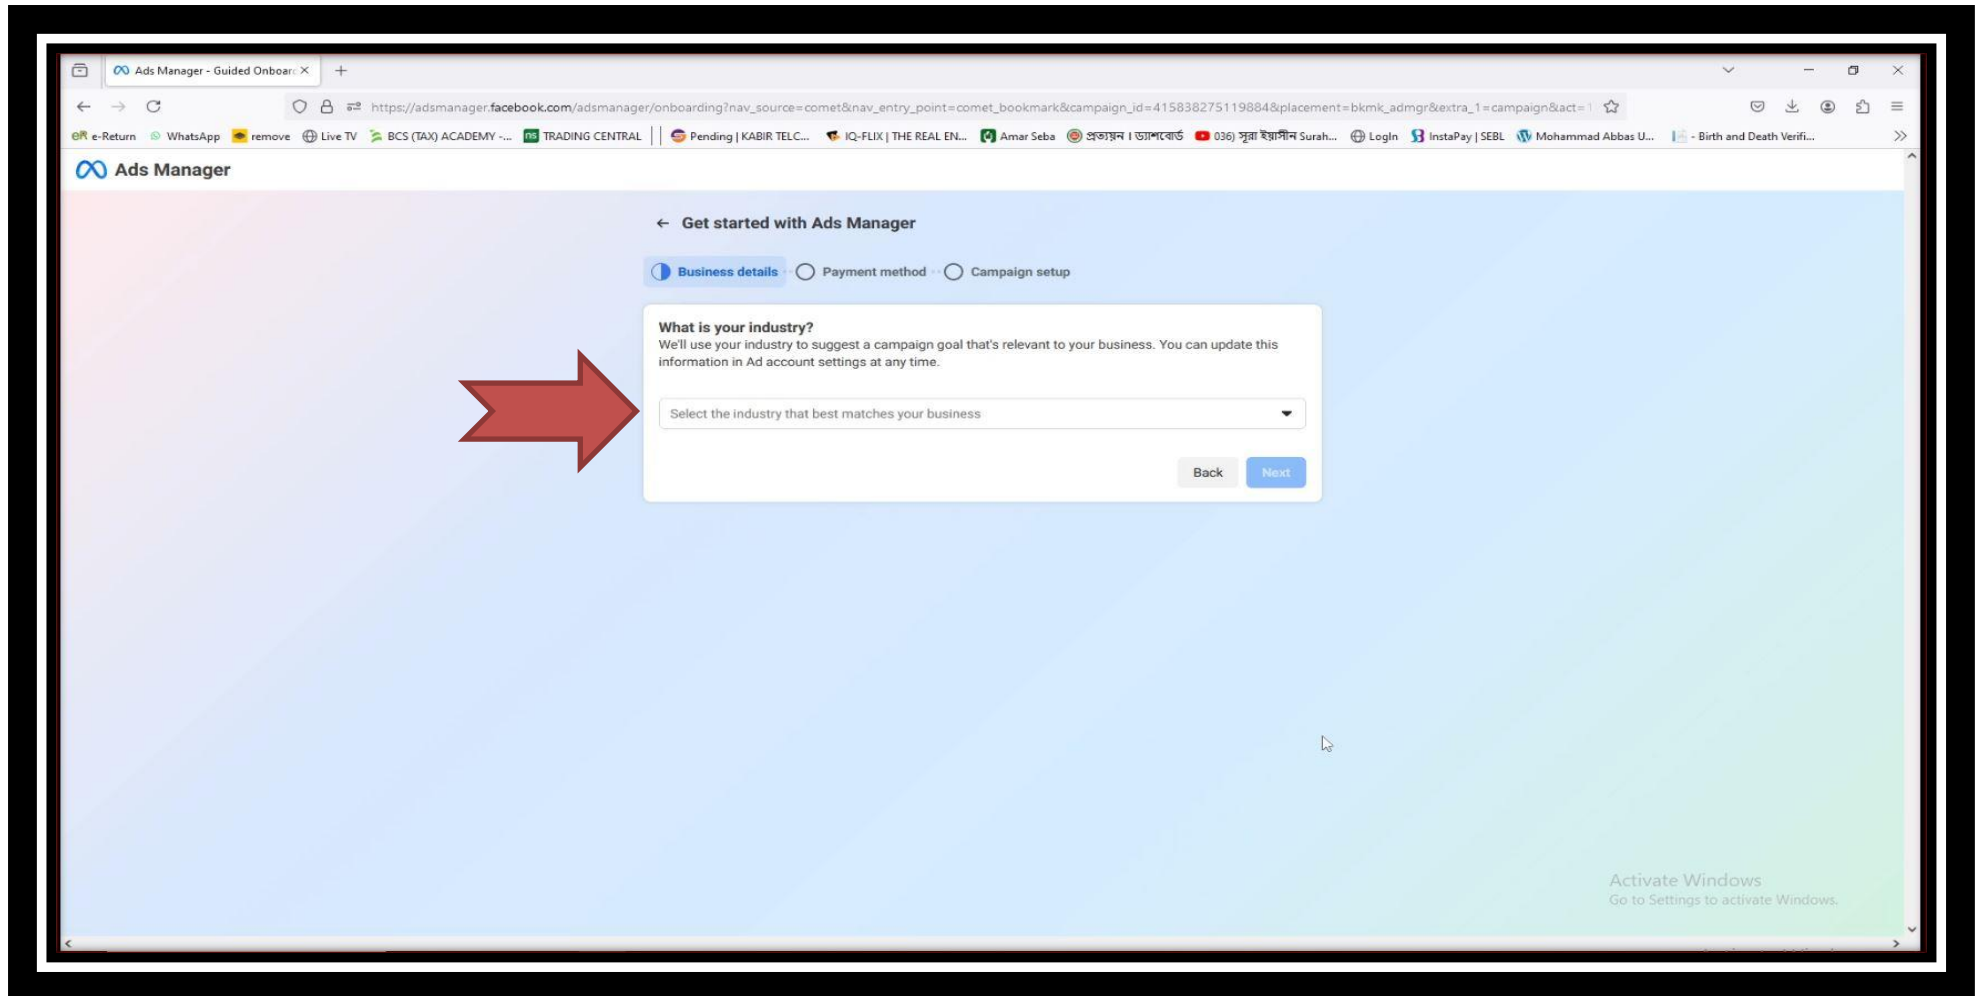 Ads Manager - Guided Onboar
https://adsmanager.facebook.com/adsmanager/onboarding?nav_source=comet&nav_entry_point=comet_bookmark&campaign_id=415838275119884&placement=bkmk_admgr&extra_1=campaign&act=
e-Return WhatsApp remove Live TV BCS (TAX) ACADEMY -... TRADING CENTRAL Pending | KABIR TELC... IQ-FLIX | THE REAL EN... Amar Seba প্রত্যয়ন । ড্যাশবোর্ড 036) সূরা ইয়াসীন Surah... LogIn InstaPay | SEBL Mohammad Abbas U... - Birth and Death Verifi...
Ads Manager
← Get started with Ads Manager
Business details Payment method Campaign setup
What is your industry?
We'll use your industry to suggest a campaign goal that's relevant to your business. You can update this
information in Ad account settings at any time.
Select the industry that best matches your business
Back Next
Activate Windows
Go to Settings to activate Windows.